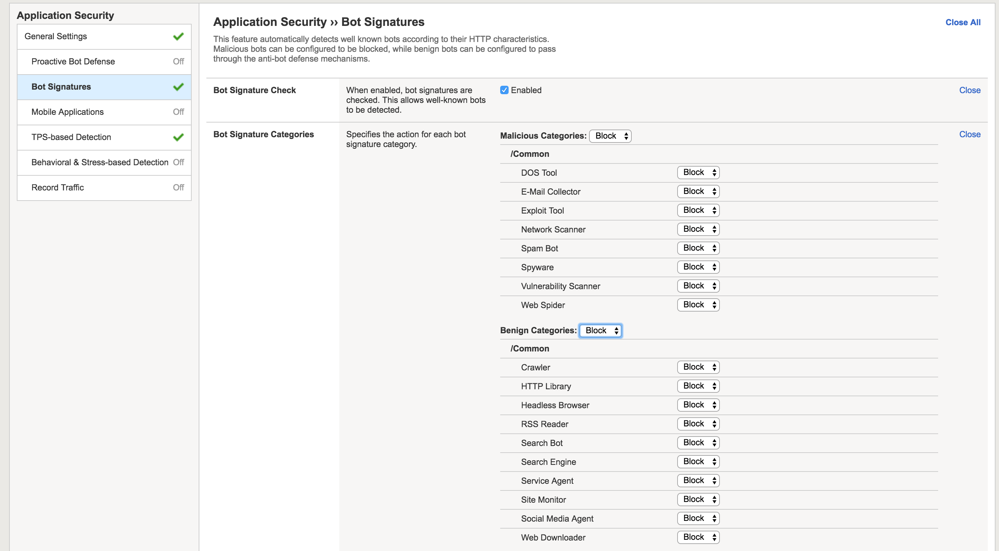 Application Security
General Settings
Proactive Bot Defense Off
Bot Signatures
Mobile Applications Off
TPS-based Detection
Behavioral & Stress-based Detection Off
Record Traffic Off
Application Security ›› Bot Signatures
Close All
This feature automatically detects well known bots according to their HTTP characteristics.
Malicious bots can be configured to be blocked, while benign bots can be configured to pass
through the anti-bot defense mechanisms.
Bot Signature Check
When enabled, bot signatures are
checked. This allows well-known bots
to be detected.
Enabled
Close
Bot Signature Categories
Specifies the action for each bot
signature category.
Malicious Categories: Block
Close
/Common
DOS Tool Block
E-Mail Collector Block
Exploit Tool Block
Network Scanner Block
Spam Bot Block
Spyware Block
Vulnerability Scanner Block
Web Spider Block
Benign Categories: Block
/Common
Crawler Block
HTTP Library Block
Headless Browser Block
RSS Reader Block
Search Bot Block
Search Engine Block
Service Agent Block
Site Monitor Block
Social Media Agent Block
Web Downloader Block